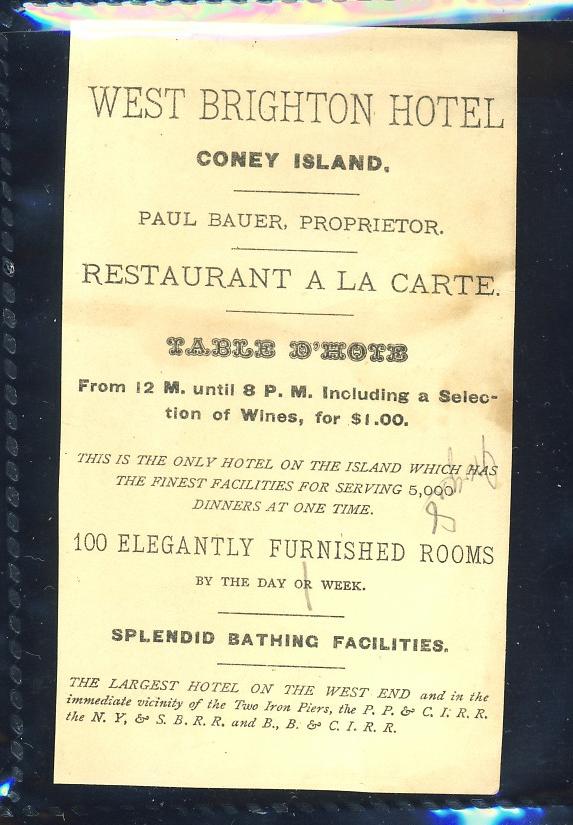 WEST BRIGHTON HOTEL
CONEY ISLAND.
PAUL BAUER, PROPRIETOR.
RESTAURANT A LA CARTE.
TABLE D'HOTE
From 12 M. until 8 P. M. Including a Selec-
tion of Wines, for $1.00.
THIS IS THE ONLY HOTEL ON THE ISLAND WHICH HAS
THE FINEST FACILITIES FOR SERVING 5,000
DINNERS AT ONE TIME.
100 ELEGANTLY FURNISHED ROOMS
BY THE DAY OR WEEK.
SPLENDID BATHING FACILITIES.
THE LARGEST HOTEL ON THE WEST END and in the
immediate vicinity of the Two Iron Piers, the P. P. & C. I. R. R.
the N. Y, & S. B. R. R. and B., B. & C. I. R. R.